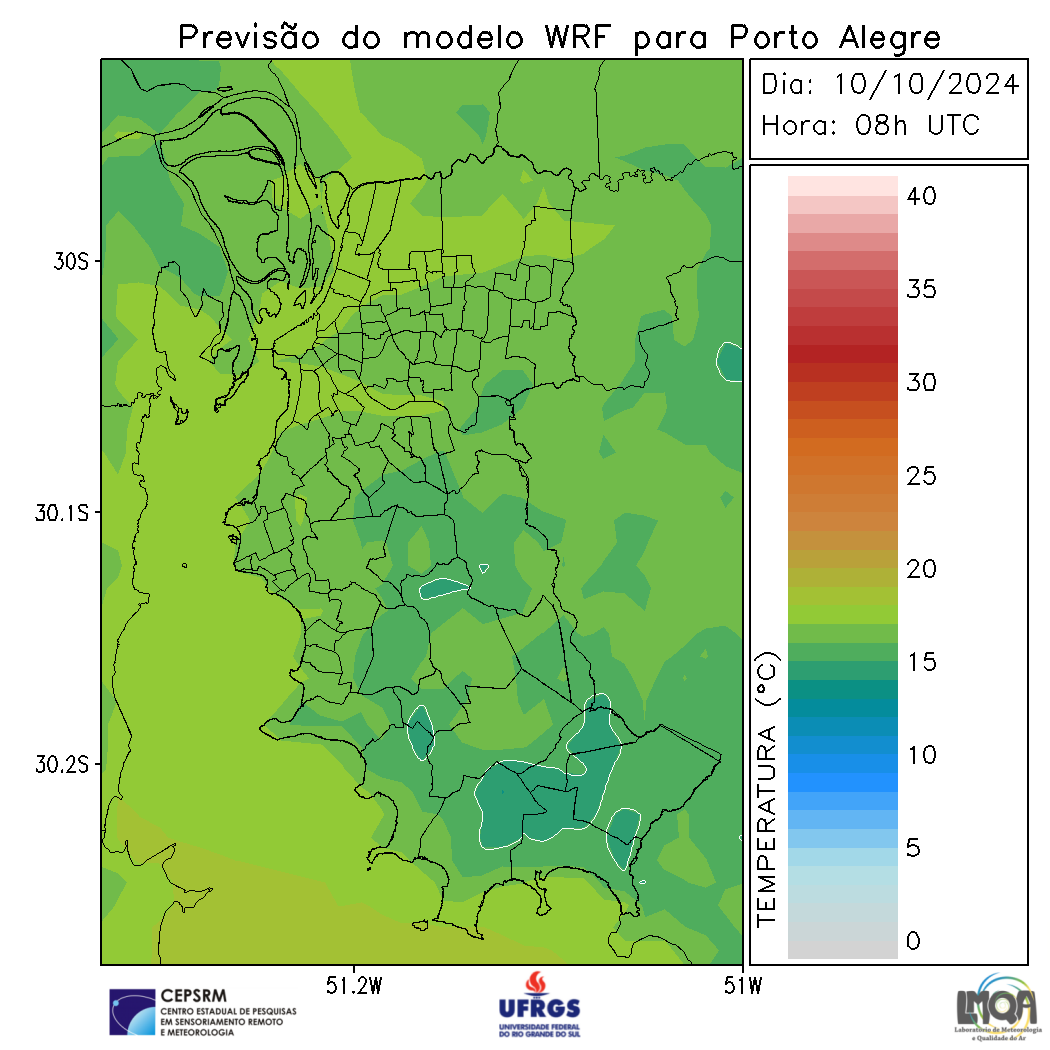 Previsão do modelo WRF para Porto Alegre
Dia: 10/10/2024
Hora: 08h UTC
30S
30.1S
30.2S
51.2W
51W
TEMPERATURA (°C)
40
35
30
25
20
15
10
5
0
CEPSRM
CENTRO ESTADUAL DE PESQUISAS
EM SENSORIAMENTO REMOTO
E METEOROLOGIA
UFRGS
UNIVERSIDADE FEDERAL
DO RIO GRANDE DO SUL
LMQA
Laboratório de Meteorologia
e Qualidade do Ar